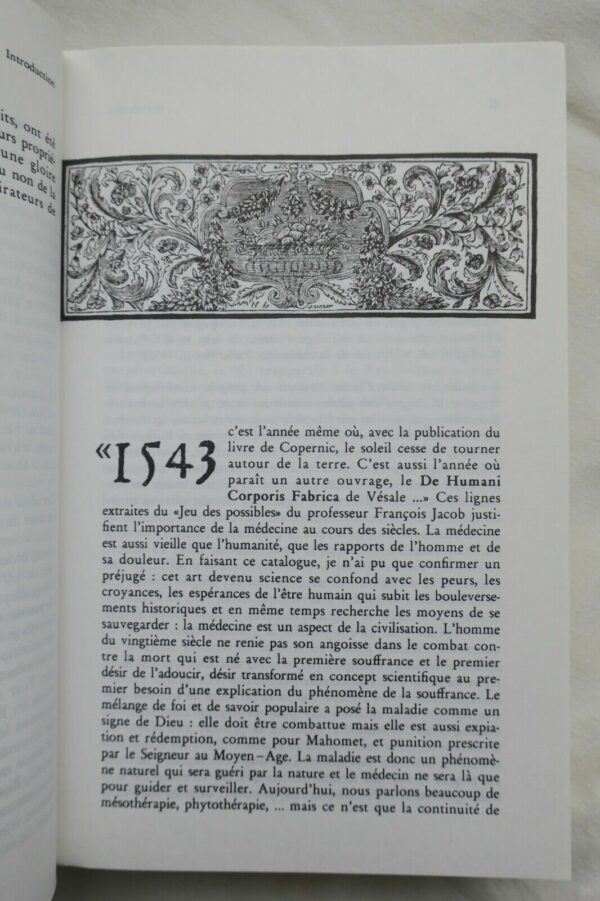 Introduction
its, ont été
urs proprié-
une gloire
u non de la
irateurs de
«1543
c'est l'année même où, avec la publication du
livre de Copernic, le soleil cesse de tourner
autour de la terre. C'est aussi l'année où
paraît un autre ouvrage, le De Humani
Corporis Fabrica de Vésale ...» Ces lignes
extraites du «Jeu des possibles» du professeur François Jacob justi-
fient l'importance de la médecine au cours des siècles. La médecine
est aussi vieille que l'humanité, que les rapports de l'homme et de
sa douleur. En faisant ce catalogue, je n'ai pu que confirmer un
préjugé : cet art devenu science se confond avec les peurs, les
croyances, les espérances de l'être humain qui subit les bouleverse-
ments historiques et en même temps recherche les moyens de se
sauvegarder : la médecine est un aspect de la civilisation. L'homme
du vingtième siècle ne renie pas son angoisse dans le combat con-
tre la mort qui est né avec la première souffrance et le premier
désir de l'adoucir, désir transformé en concept scientifique au pre-
mier besoin d'une explication du phénomène de la souffrance. Le
mélange de foi et de savoir populaire a posé la maladie comme un
signe de Dieu : elle doit être combattue mais elle est aussi expia-
tion et rédemption, comme pour Mahomet, et punition prescrite
par le Seigneur au Moyen-Age. La maladie est donc un phénomè-
ne naturel qui sera guéri par la nature et le médecin ne sera là que
pour guider et surveiller. Aujourd'hui, nous parlons beaucoup de
mésothérapie, phytothérapie, ... mais ce n'est que la continuité de